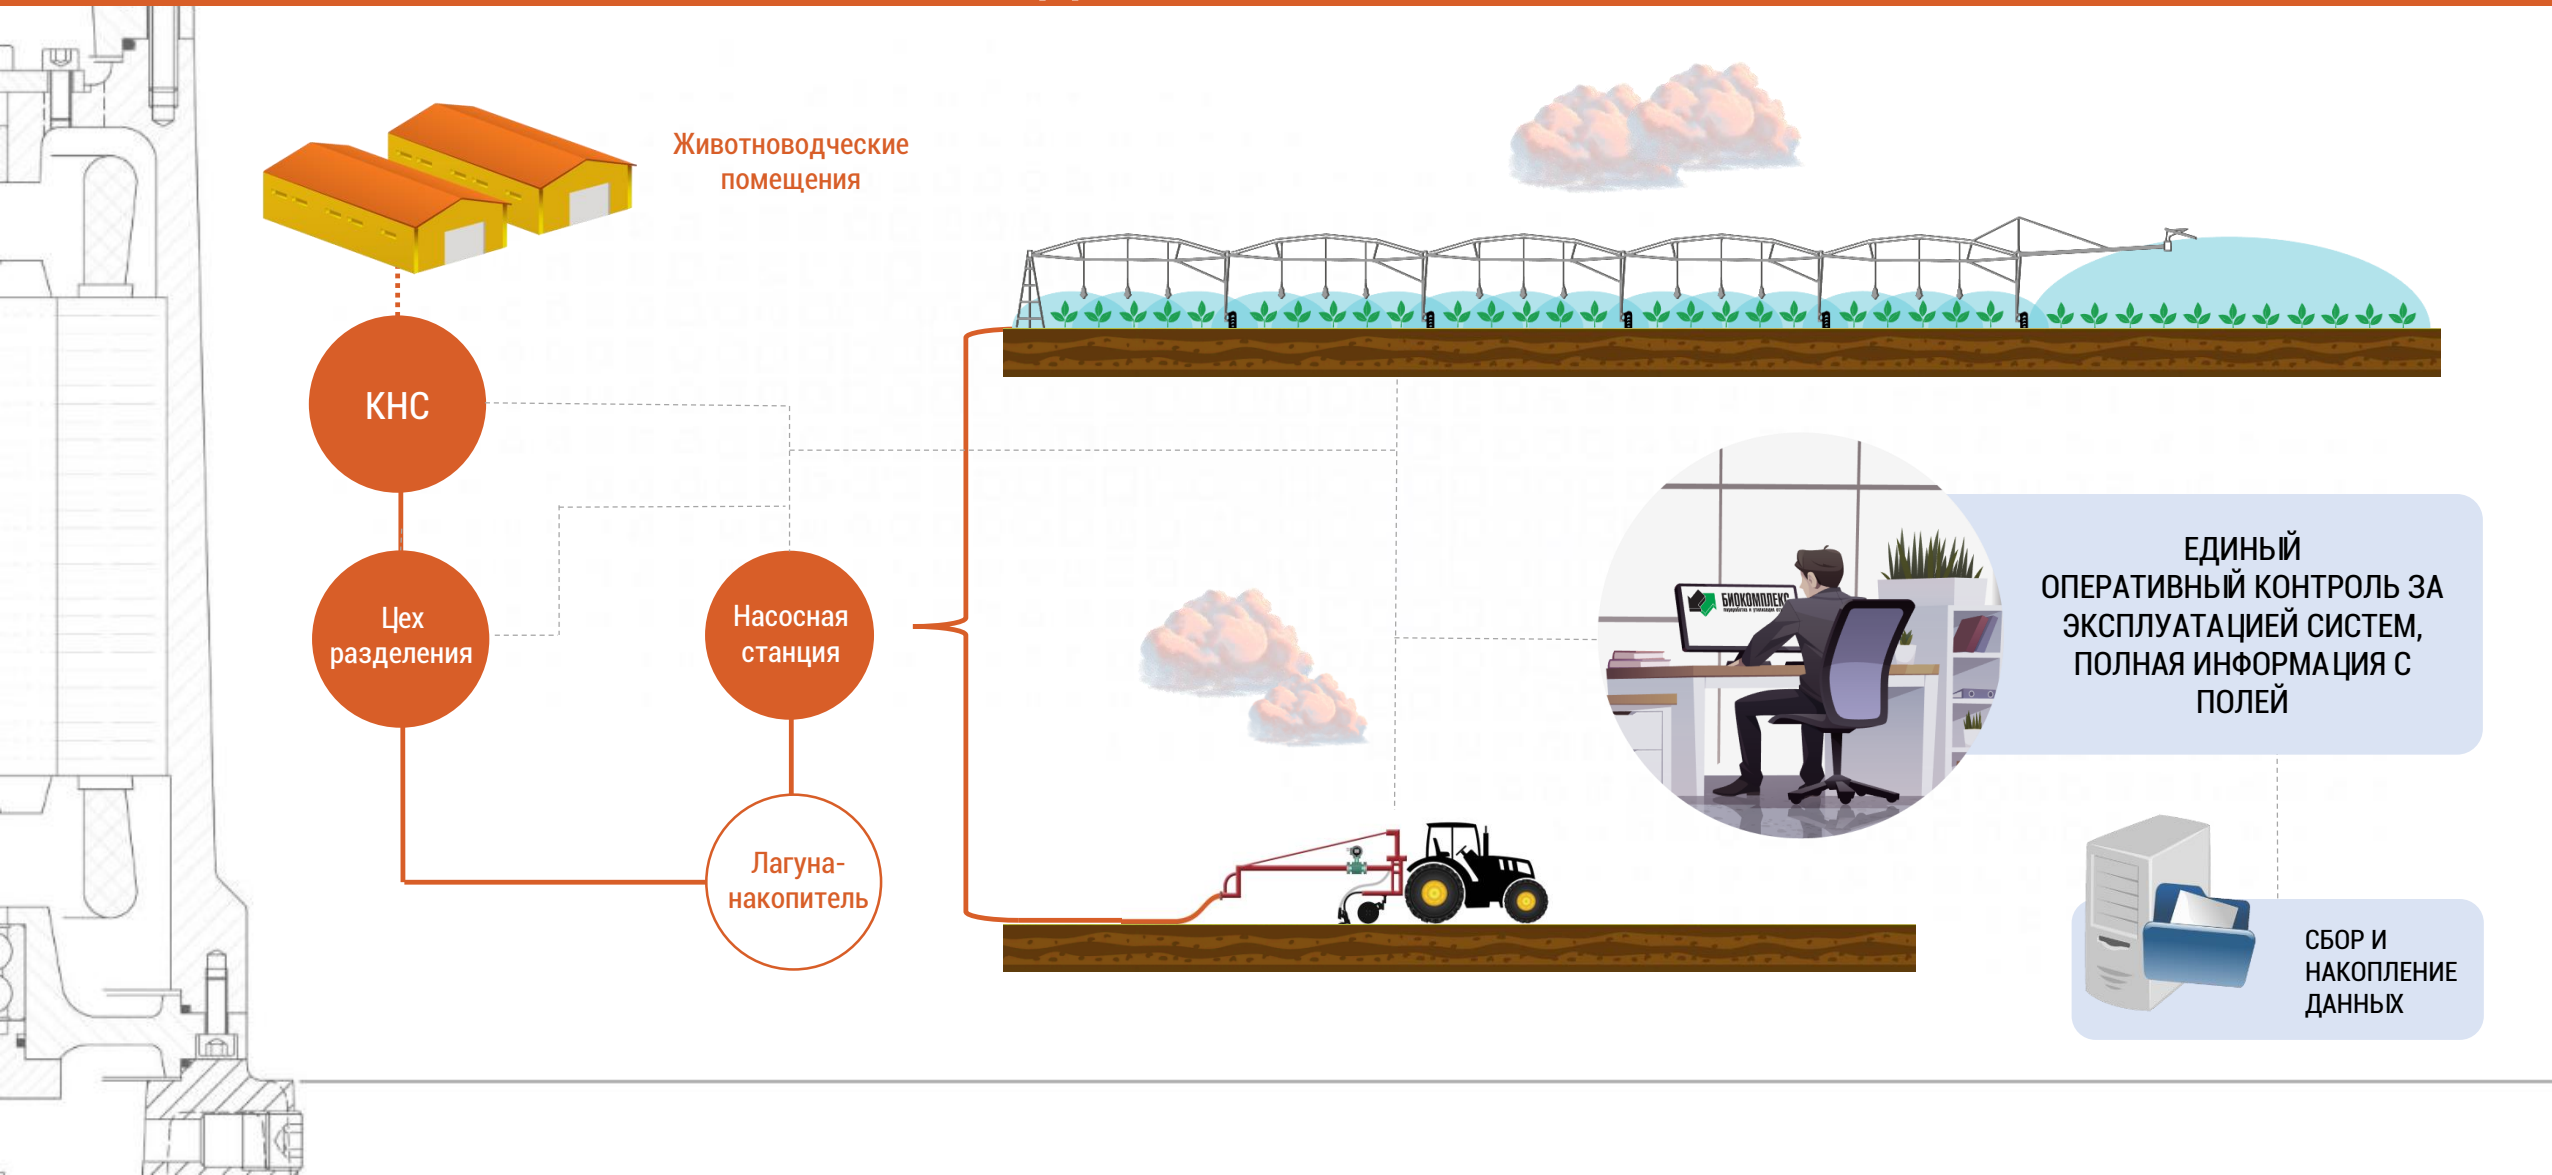 Животноводческие
помещения
КНС
Цех
разделения
Насосная
станция
Лагуна-
накопитель
БИОКОМПЛЕКС
ЕДИНЫЙ
ОПЕРАТИВНЫЙ КОНТРОЛЬ ЗА
ЭКСПЛУАТАЦИЕЙ СИСТЕМ,
ПОЛНАЯ ИНФОРМАЦИЯ С
ПОЛЕЙ
СБОР И
НАКОПЛЕНИЕ
ДАННЫХ